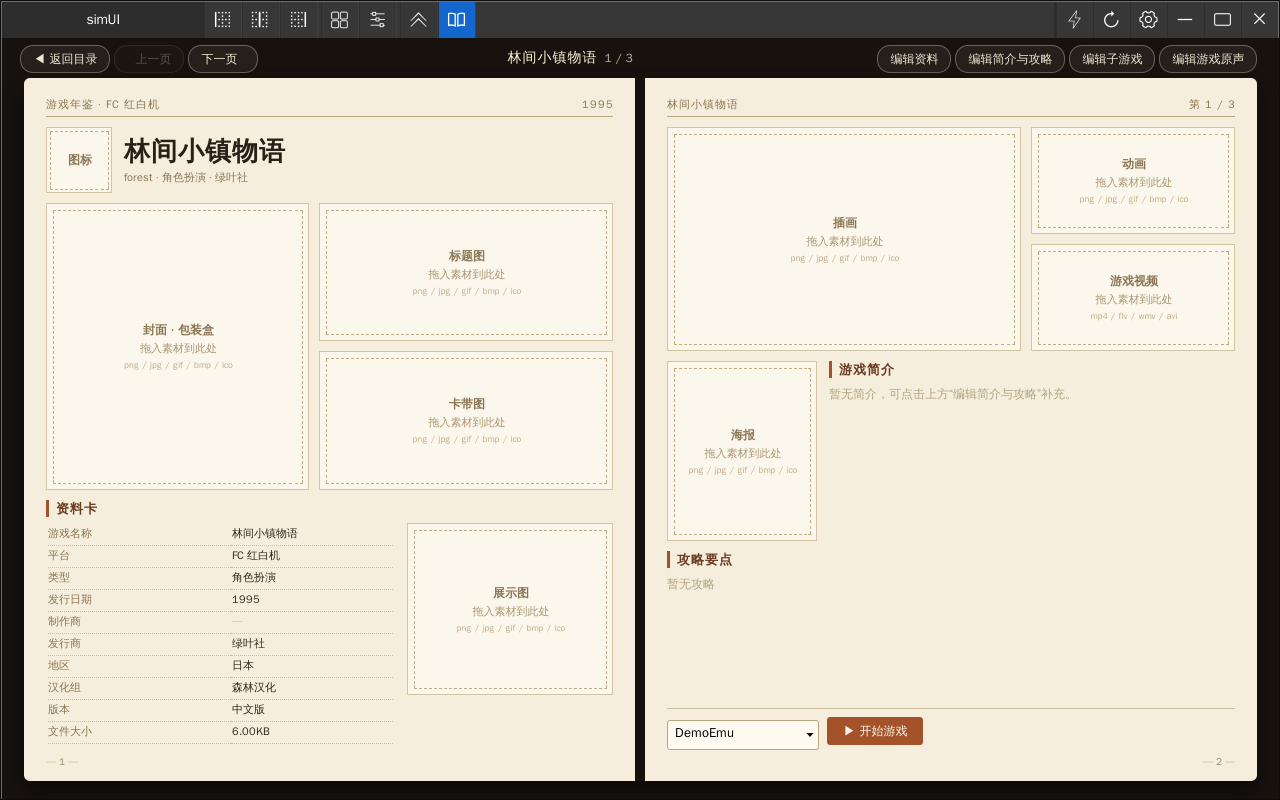 simUI
◀ 返回目录
上一页
下一页
林间小镇物语 1 / 3
编辑资料
编辑简介与攻略
编辑子游戏
编辑游戏原声
游戏年鉴 · FC 红白机
1995
图标
林间小镇物语
forest · 角色扮演 · 绿叶社
封面 · 包装盒
拖入素材到此处
png / jpg / gif / bmp / ico
标题图
拖入素材到此处
png / jpg / gif / bmp / ico
卡带图
拖入素材到此处
png / jpg / gif / bmp / ico
资料卡
游戏名称 林间小镇物语
平台 FC 红白机
类型 角色扮演
发行日期 1995
制作商 —
发行商 绿叶社
地区 日本
汉化组 森林汉化
版本 中文版
文件大小 6.00KB
展示图
拖入素材到此处
png / jpg / gif / bmp / ico
— 1 —
林间小镇物语
第 1 / 3
插画
拖入素材到此处
png / jpg / gif / bmp / ico
动画
拖入素材到此处
png / jpg / gif / bmp / ico
游戏视频
拖入素材到此处
mp4 / flv / wmv / avi
海报
拖入素材到此处
png / jpg / gif / bmp / ico
游戏简介
暂无简介，可点击上方“编辑简介与攻略”补充。
攻略要点
暂无攻略
DemoEmu
▶ 开始游戏
— 2 —